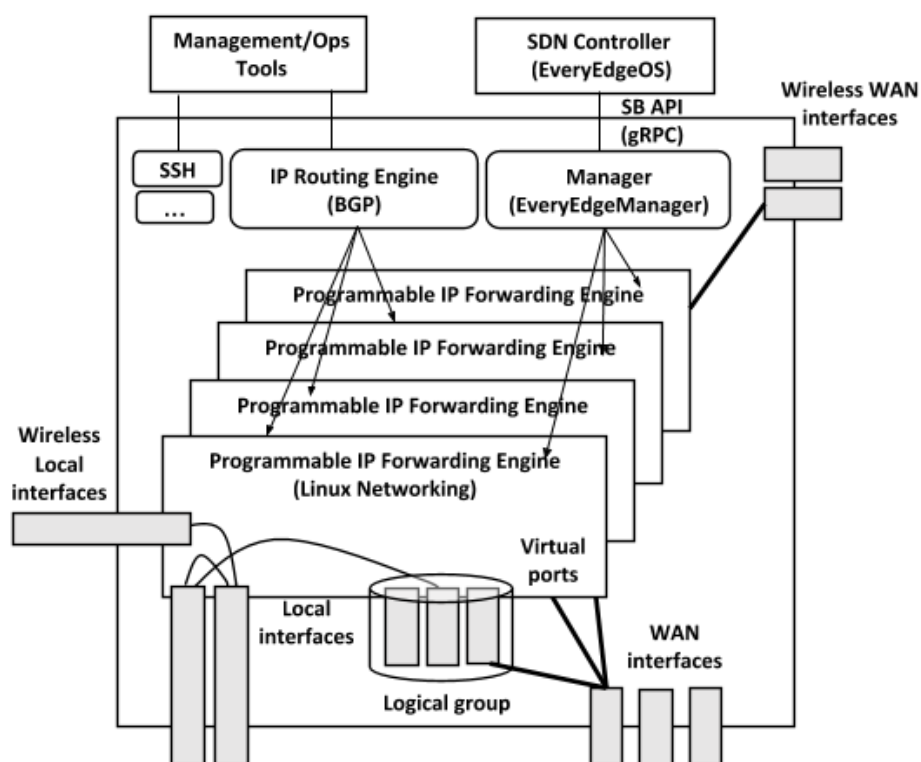 Management/Ops
Tools
SDN Controller
(EveryEdgeOS)
SB API
(gRPC)
Wireless WAN
interfaces
SSH
...
IP Routing Engine
(BGP)
Manager
(EveryEdgeManager)
Programmable IP Forwarding Engine
Programmable IP Forwarding Engine
Programmable IP Forwarding Engine
Programmable IP Forwarding Engine
(Linux Networking)
Wireless
Local
interfaces
Virtual
ports
Local
interfaces
WAN
interfaces
Logical group